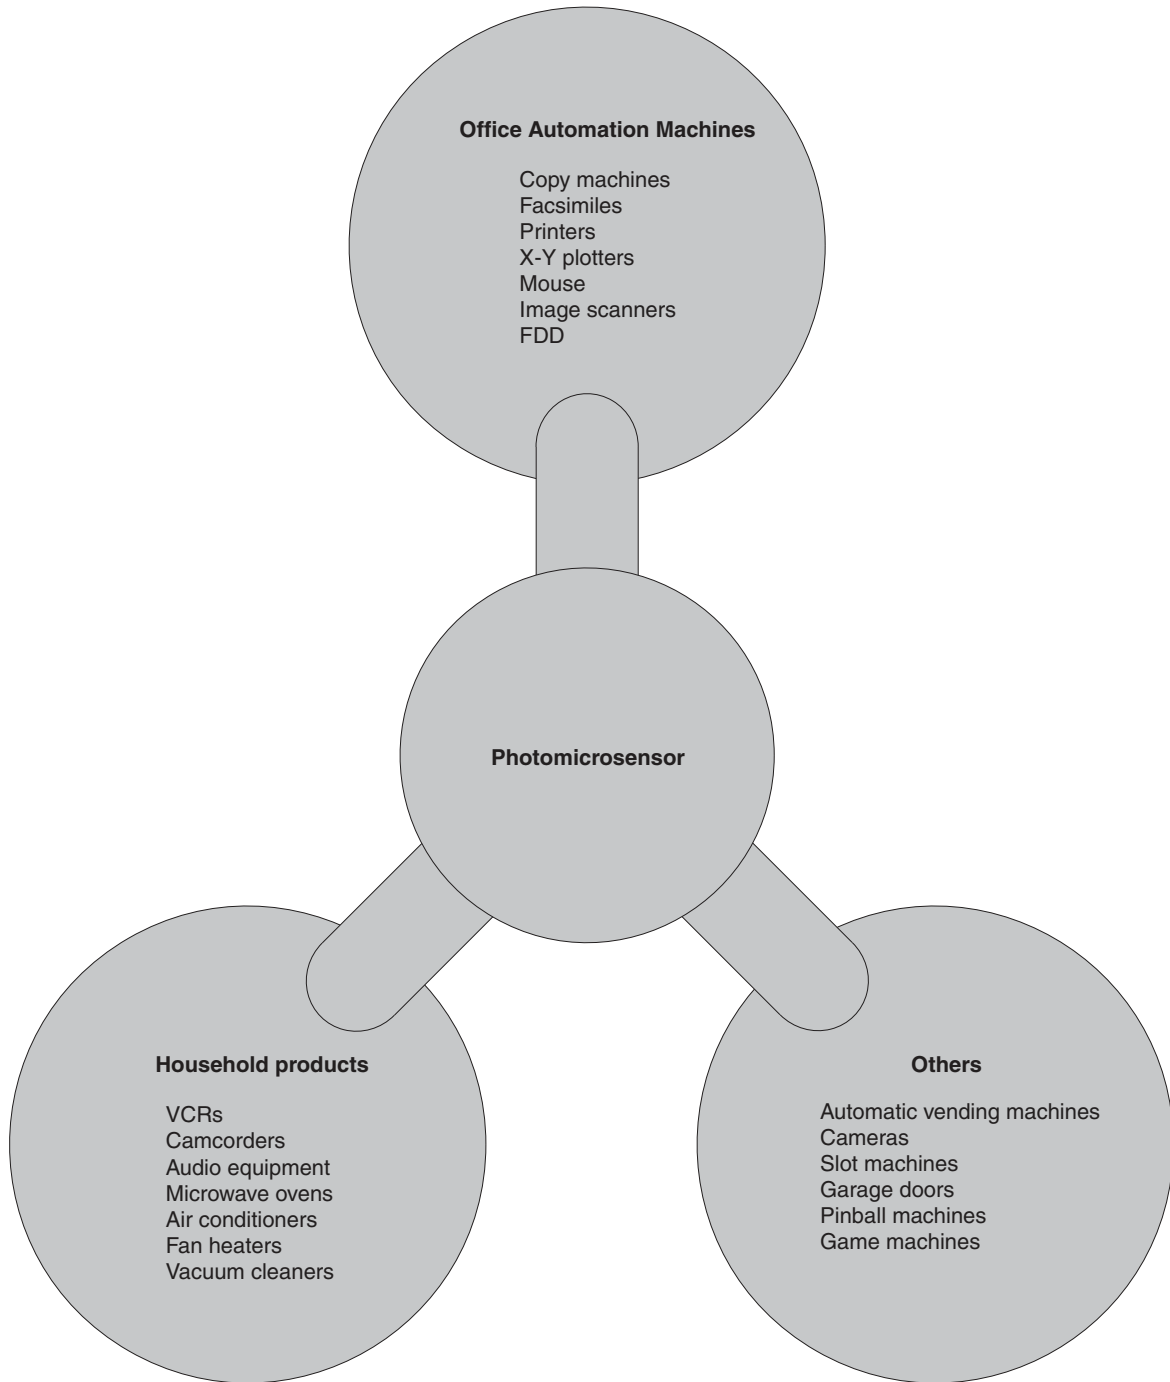 Office Automation Machines
Copy machines
Facsimiles
Printers
X-Y plotters
Mouse
Image scanners
FDD
Photomicrosensor
Household products
VCRs
Camcorders
Audio equipment
Microwave ovens
Air conditioners
Fan heaters
Vacuum cleaners
Others
Automatic vending machines
Cameras
Slot machines
Garage doors
Pinball machines
Game machines